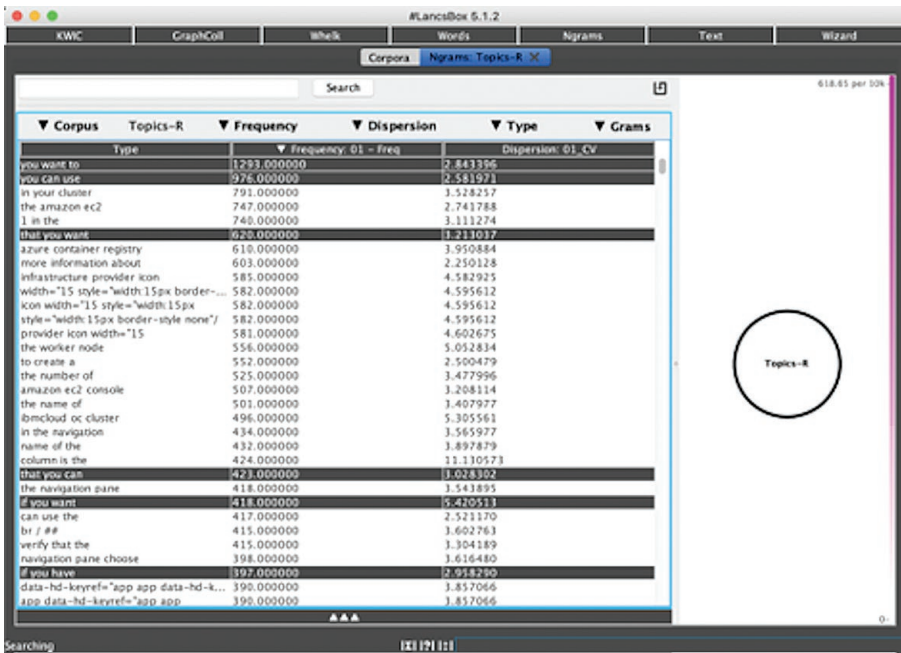 #LancsBox 5.1.2
KWIC GraphColl Whelk Words Ngrams Text Wizard
Corpora Ngrams: Topics-R
Search
618.65 per 10k
▼ Corpus Topics-R ▼ Frequency ▼ Dispersion ▼ Type ▼ Grams
Type ▼ Frequency: 01 - Freq Dispersion: 01_CV
you want to 1293.000000 2.843396
you can use 976.000000 2.581971
in your cluster 791.000000 3.528257
the amazon ec2 747.000000 2.741788
1 in the 740.000000 3.111274
that you want 620.000000 3.213037
azure container registry 610.000000 3.950884
more information about 603.000000 2.250128
infrastructure provider icon 585.000000 4.582925
width="15 style="width:15px border-... 582.000000 4.595612
icon width="15 style="width:15px 582.000000 4.595612
style="width:15px border-style none"/ 582.000000 4.595612
provider icon width="15 581.000000 4.602675
the worker node 556.000000 5.052834
to create a 552.000000 2.500479
the number of 525.000000 3.477996
amazon ec2 console 507.000000 3.208114
the name of 501.000000 3.407977
ibmcloud oc cluster 496.000000 5.305561
in the navigation 434.000000 3.565977
name of the 432.000000 3.897879
column is the 424.000000 11.130573
that you can 423.000000 3.028302
the navigation pane 418.000000 3.543895
if you want 418.000000 5.420513
can use the 417.000000 2.521170
br / ## 415.000000 3.602763
verify that the 415.000000 3.304189
navigation pane choose 398.000000 3.616480
if you have 397.000000 2.958290
data-hd-keyref="app app data-hd-k... 390.000000 3.857066
app data-hd-keyref="app app 390.000000 3.857066
Topics-R
▲▲▲
0-
Searching